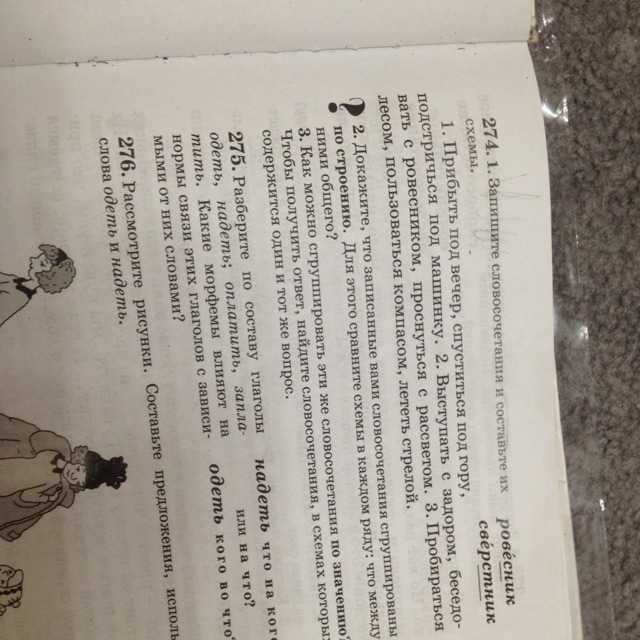 274. 1. Запишите словосочетания и составьте их
схемы.
ровéсник
свéрстник
1. Прибыть под вечер, спуститься под гору,
подстричься под машинку. 2. Выступать с задором, беседо-
вать с ровесником, проснуться с рассветом. 3. Пробираться
лесом, пользоваться компасом, лететь стрелой.
2. Докажите, что записанные вами словосочетания сгруппированы
по строению. Для этого сравните схемы в каждом ряду: что между
ними общего?
3. Как можно сгруппировать эти же словосочетания по значению?
Чтобы получить ответ, найдите словосочетания, в схемах которых
содержится один и тот же вопрос.
275. Разберите по составу глаголы
одеть, надеть; оплатить, запла-
тить. Какие морфемы влияют на
нормы связи этих глаголов с зависи-
мыми от них словами?
надеть что на кого
или на что?
одеть кого во что?
276. Рассмотрите рисунки. Составьте предложения, исполь
слова одеть и надеть.